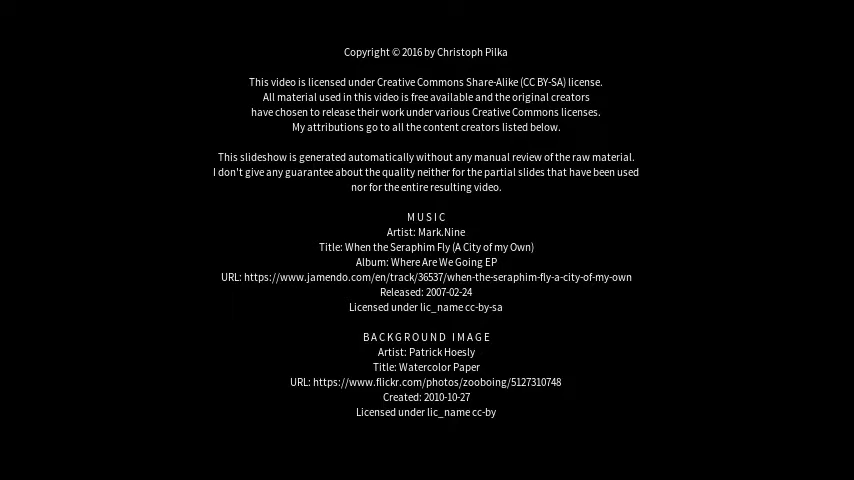 Copyright © 2016 by Christoph Pilka
This video is licensed under Creative Commons Share-Alike (CC BY-SA) license.
All material used in this video is free available and the original creators
have chosen to release their work under various Creative Commons licenses.
My attributions go to all the content creators listed below.
This slideshow is generated automatically without any manual review of the raw material.
I don't give any guarantee about the quality neither for the partial slides that have been used
nor for the entire resulting video.
M U S I C
Artist: Mark.Nine
Title: When the Seraphim Fly (A City of my Own)
Album: Where Are We Going EP
URL: https://www.jamendo.com/en/track/36537/when-the-seraphim-fly-a-city-of-my-own
Released: 2007-02-24
Licensed under lic_name cc-by-sa
B A C K G R O U N D   I M A G E
Artist: Patrick Hoesly
Title: Watercolor Paper
URL: https://www.flickr.com/photos/zooboing/5127310748
Created: 2010-10-27
Licensed under lic_name cc-by